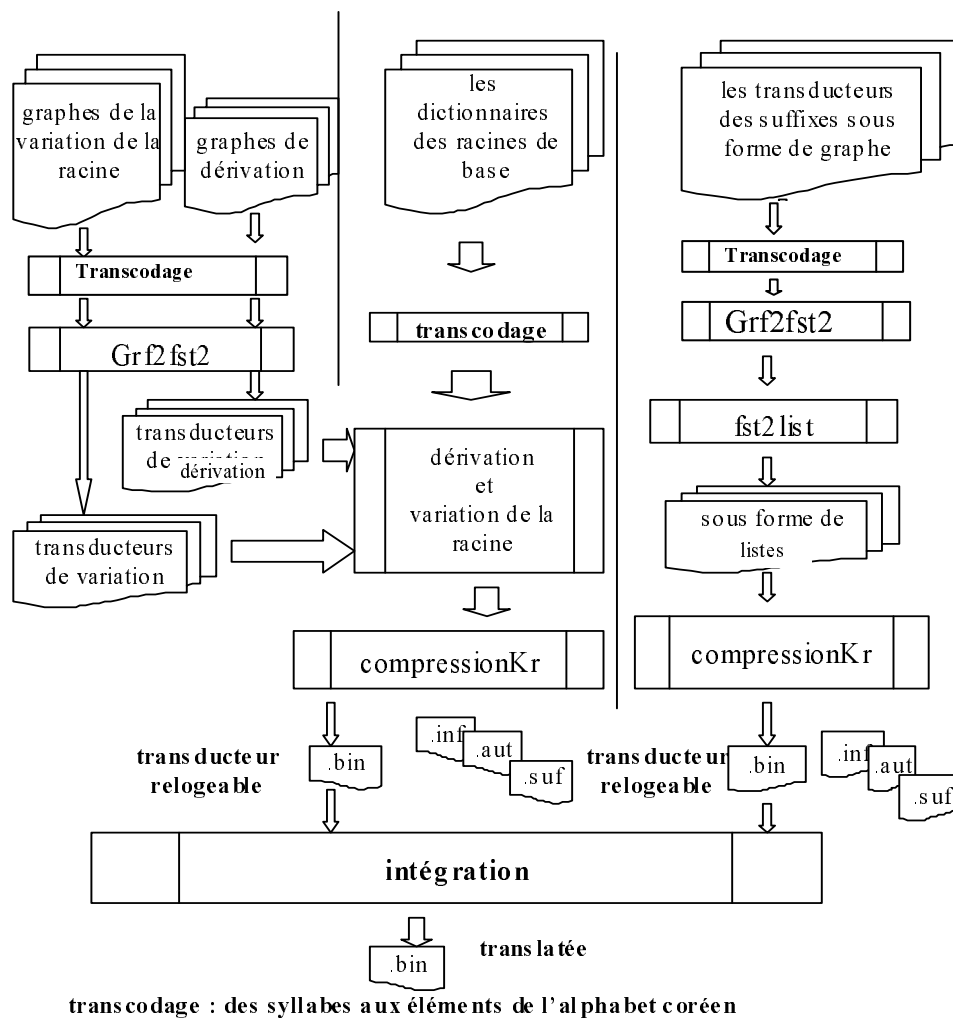 graphes de la
variation de la
racine
graphes de
dérivation
Transcodage
Grf2fst2
transducteurs
de variation
dérivation
transducteurs
de variation
les
dictionnaires
des racines de
base
transcodage
dérivation
et
variation de la
racine
compressionKr
transducteur
relogeable
.bin
.inf
.aut
.suf
les transducteurs
des suffixes sous
forme de graphe
Transcodage
Grf2fst2
fst2list
sous forme de
listes
compressionKr
transducteur
relogeable
.bin
.inf
.aut
.suf
intégration
.bin
translatée
transcodage : des syllabes aux éléments de l'alphabet coréen